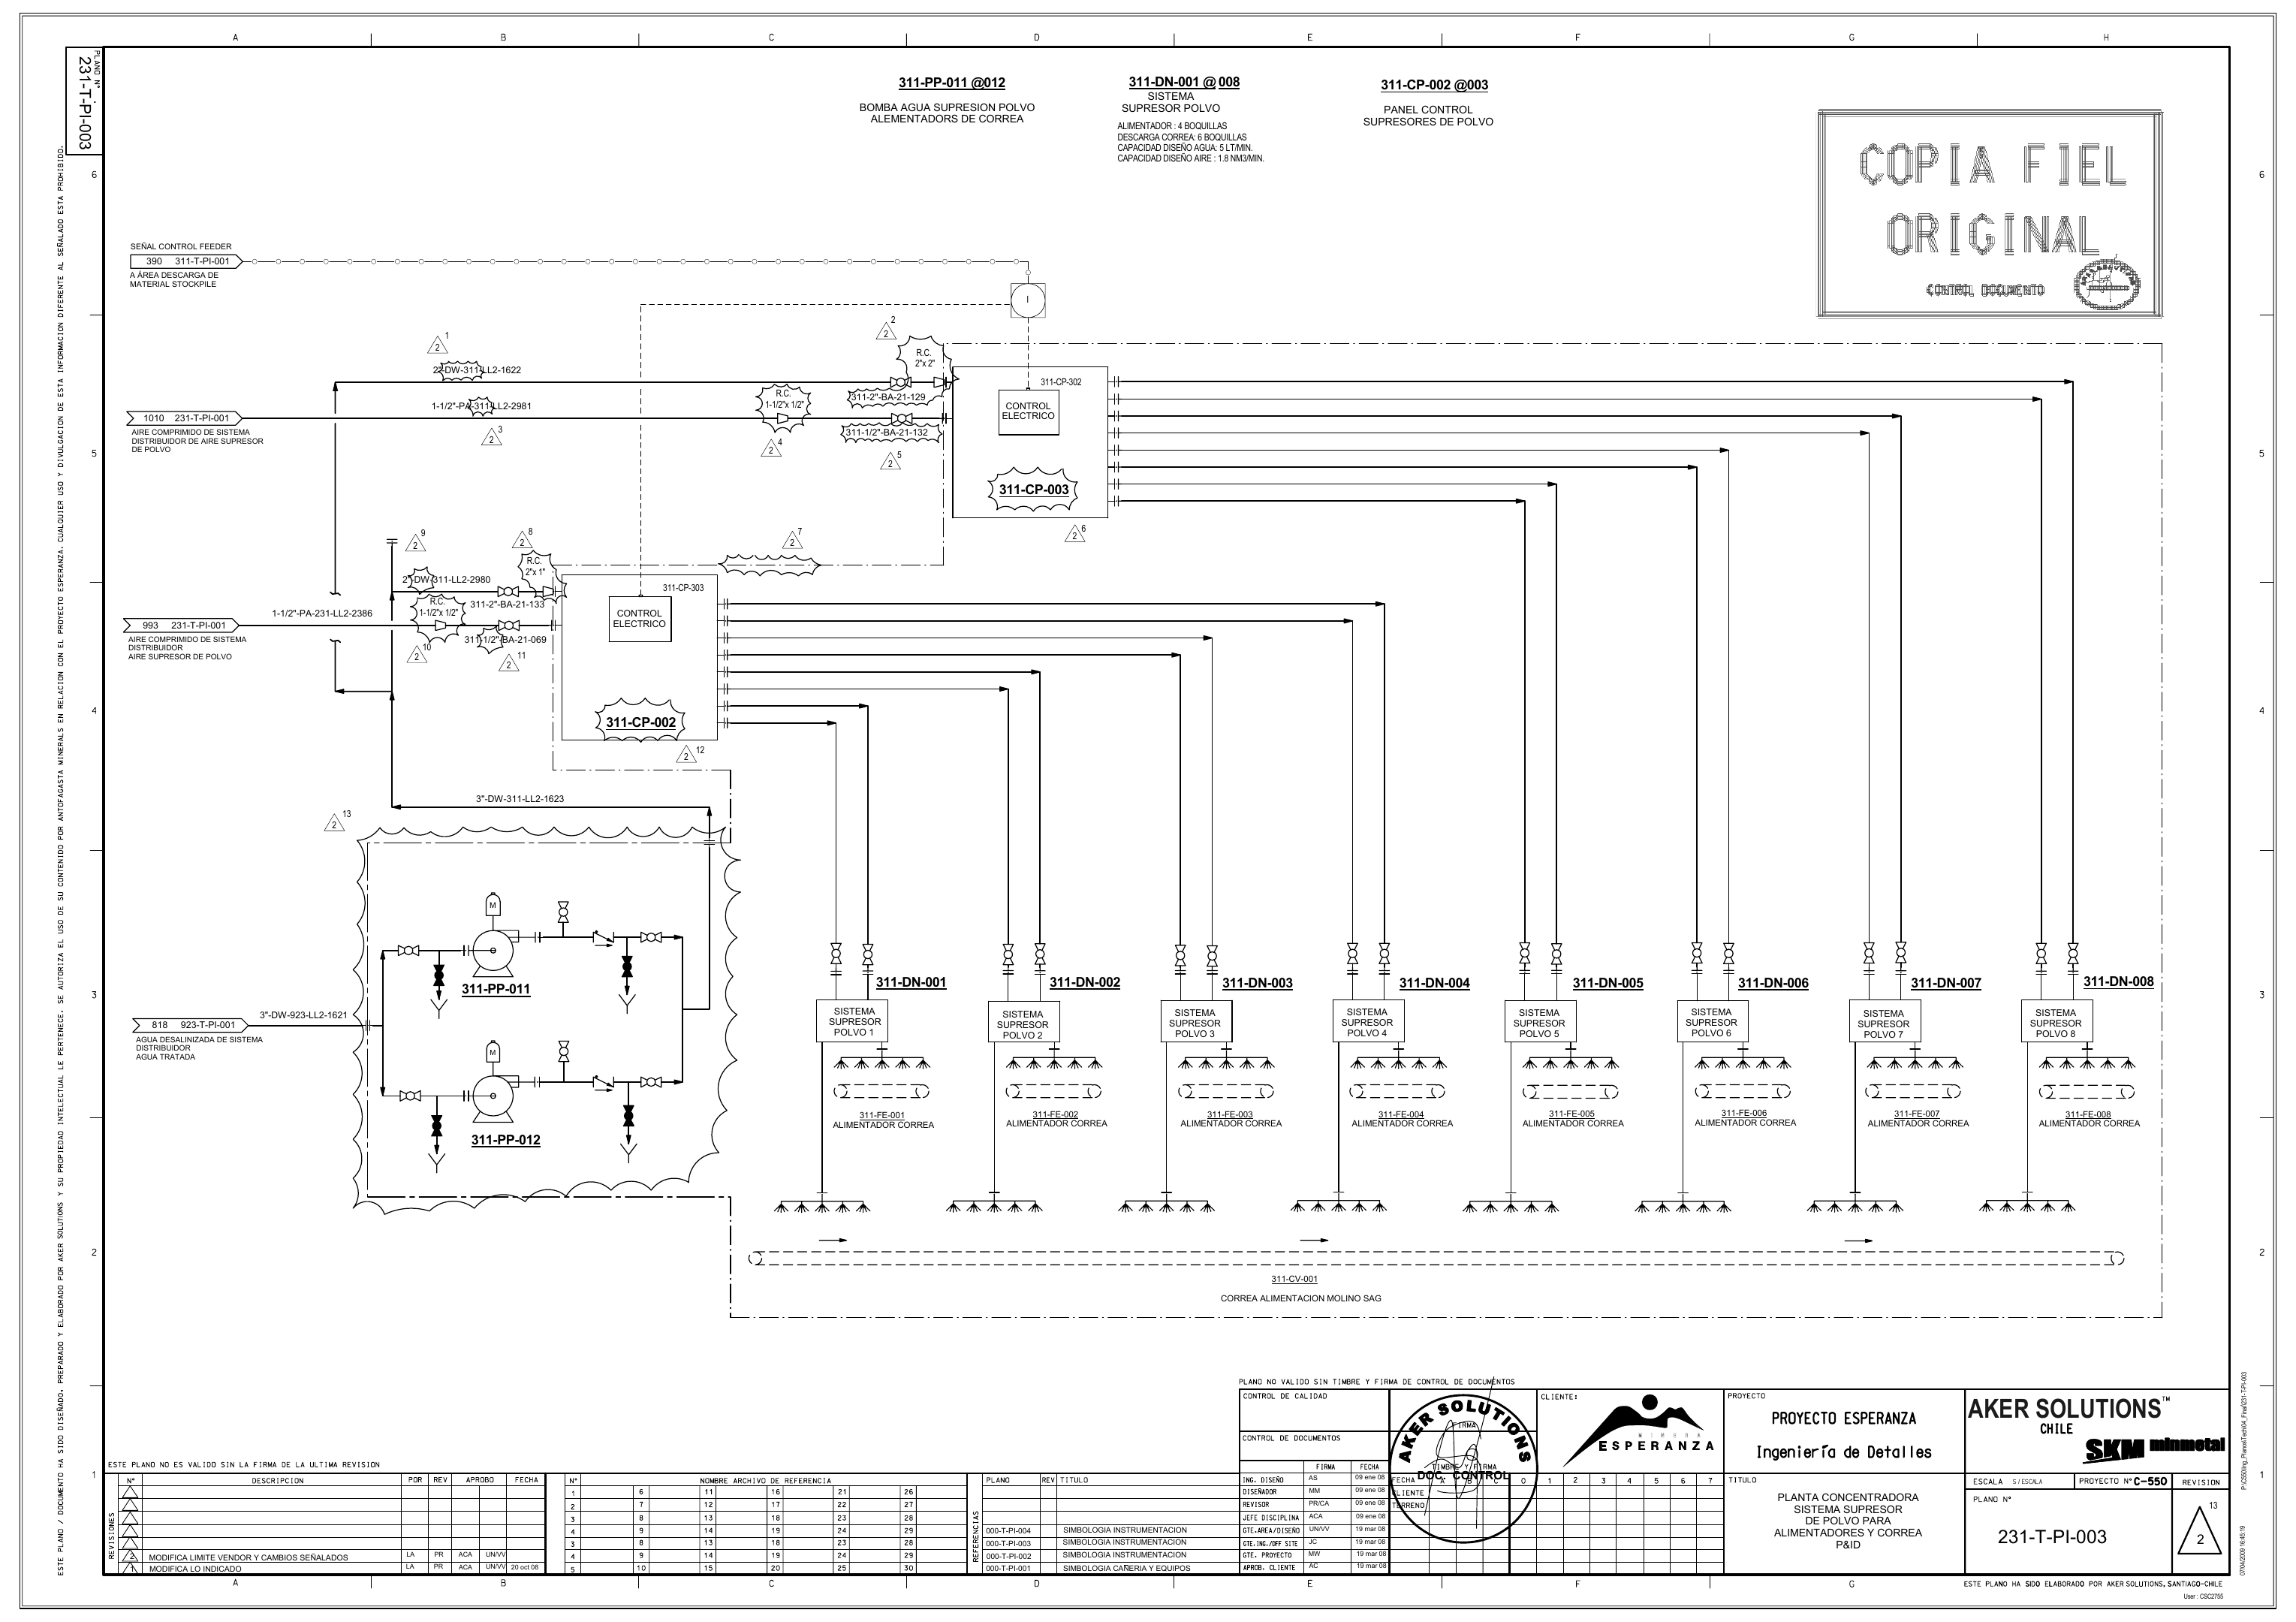 PLANO N°
231-T-PI-003
A B C D E F G H
6 6
5 5
4 4
3 3
2 2
1 1
ESTE PLANO / DOCUMENTO HA SIDO DISEÑADO, PREPARADO Y ELABORADO POR AKER SOLUTIONS Y SU PROPIEDAD INTELECTUAL LE PERTENECE. SE AUTORIZA EL USO DE SU CONTENIDO POR ANTOFAGASTA MINERALS EN RELACION CON EL PROYECTO ESPERANZA. CUALQUIER USO Y DIVULGACION DE ESTA INFORMACION DIFERENTE AL SEÑALADO ESTA PROHIBIDO.
311-PP-011 @012
BOMBA AGUA SUPRESION POLVO
ALEMENTADORS DE CORREA
311-DN-001 @ 008
SISTEMA
SUPRESOR POLVO
ALIMENTADOR : 4 BOQUILLAS
DESCARGA CORREA: 6 BOQUILLAS
CAPACIDAD DISEÑO AGUA: 5 LT/MIN.
CAPACIDAD DISEÑO AIRE : 1.8 NM3/MIN.
311-CP-002 @003
PANEL CONTROL
SUPRESORES DE POLVO
COPIA FIEL
ORIGINAL
CONTROL DOCUMENTO
SEÑAL CONTROL FEEDER
390 311-T-PI-001
A ÁREA DESCARGA DE
MATERIAL STOCKPILE
I
2 1
2 2
R.C.
2"x 2"
2"-DW-311-LL2-1622
1-1/2"-PA-311-LL2-2981
2 3
R.C.
1-1/2"x 1/2"
2 4
311-2"-BA-21-129
311-1/2"-BA-21-132
2 5
1010 231-T-PI-001
AIRE COMPRIMIDO DE SISTEMA
DISTRIBUIDOR DE AIRE SUPRESOR
DE POLVO
311-CP-302
CONTROL
ELECTRICO
311-CP-003
2 6
2 7
2 8
2 9
R.C.
2"x 1"
2"-DW-311-LL2-2980
R.C.
1-1/2"x 1/2"
311-2"-BA-21-133
1-1/2"-PA-231-LL2-2386
311-1/2"-BA-21-069
2 10
2 11
993 231-T-PI-001
AIRE COMPRIMIDO DE SISTEMA
DISTRIBUIDOR
AIRE SUPRESOR DE POLVO
311-CP-303
CONTROL
ELECTRICO
311-CP-002
2 12
3"-DW-311-LL2-1623
2 13
M
311-PP-011
3"-DW-923-LL2-1621
818 923-T-PI-001
AGUA DESALINIZADA DE SISTEMA
DISTRIBUIDOR
AGUA TRATADA
M
311-PP-012
311-DN-001
SISTEMA
SUPRESOR
POLVO 1
311-FE-001
ALIMENTADOR CORREA
311-DN-002
SISTEMA
SUPRESOR
POLVO 2
311-FE-002
ALIMENTADOR CORREA
311-DN-003
SISTEMA
SUPRESOR
POLVO 3
311-FE-003
ALIMENTADOR CORREA
311-DN-004
SISTEMA
SUPRESOR
POLVO 4
311-FE-004
ALIMENTADOR CORREA
311-DN-005
SISTEMA
SUPRESOR
POLVO 5
311-FE-005
ALIMENTADOR CORREA
311-DN-006
SISTEMA
SUPRESOR
POLVO 6
311-FE-006
ALIMENTADOR CORREA
311-DN-007
SISTEMA
SUPRESOR
POLVO 7
311-FE-007
ALIMENTADOR CORREA
311-DN-008
SISTEMA
SUPRESOR
POLVO 8
311-FE-008
ALIMENTADOR CORREA
311-CV-001
CORREA ALIMENTACION MOLINO SAG
ESTE PLANO NO ES VALIDO SIN LA FIRMA DE LA ULTIMA REVISION
REVISIONES
N° DESCRIPCION POR REV APROBO FECHA
2 MODIFICA LIMITE VENDOR Y CAMBIOS SEÑALADOS LA PR ACA UN/VV
1 MODIFICA LO INDICADO LA PR ACA UN/VV 20 oct 08
N° NOMBRE ARCHIVO DE REFERENCIA
1 6 11 16 21 26
2 7 12 17 22 27
3 8 13 18 23 28
4 9 14 19 24 29
3 8 13 18 23 28
4 9 14 19 24 29
5 10 15 20 25 30
REFERENCIAS
PLANO REV TITULO
000-T-PI-004 SIMBOLOGIA INSTRUMENTACION
000-T-PI-003 SIMBOLOGIA INSTRUMENTACION
000-T-PI-002 SIMBOLOGIA INSTRUMENTACION
000-T-PI-001 SIMBOLOGIA CAÑERIA Y EQUIPOS
PLANO NO VALIDO SIN TIMBRE Y FIRMA DE CONTROL DE DOCUMENTOS
CONTROL DE CALIDAD
CONTROL DE DOCUMENTOS
FIRMA
TIMBRE Y FIRMA
AKER SOLUTIONS
DOC. CONTROL
FIRMA FECHA
ING. DISEÑO AS 09 ene 08
DISEÑADOR MM 09 ene 08
REVISOR PR/CA 09 ene 08
JEFE DISCIPLINA ACA 09 ene 08
GTE.AREA/DISEÑO UN/VV 19 mar 08
GTE.ING./OFF SITE JC 19 mar 08
GTE. PROYECTO MW 19 mar 08
APROB. CLIENTE AC 19 mar 08
FECHA A B C 0 1 2 3 4 5 6 7
CLIENTE
TERRENO
CLIENTE:
MINERA
ESPERANZA
PROYECTO
PROYECTO ESPERANZA
Ingeniería de Detalles
TITULO
PLANTA CONCENTRADORA
SISTEMA SUPRESOR
DE POLVO PARA
ALIMENTADORES Y CORREA
P&ID
AKER SOLUTIONS™
CHILE
SKM minmetal
ESCALA S/ESCALA
PROYECTO N° C-550
REVISION
PLANO N°
231-T-PI-003
2 13
A B C D E F G
ESTE PLANO HA SIDO ELABORADO POR AKER SOLUTIONS, SANTIAGO-CHILE
User : CSC2755
07/04/2009 16:45:19